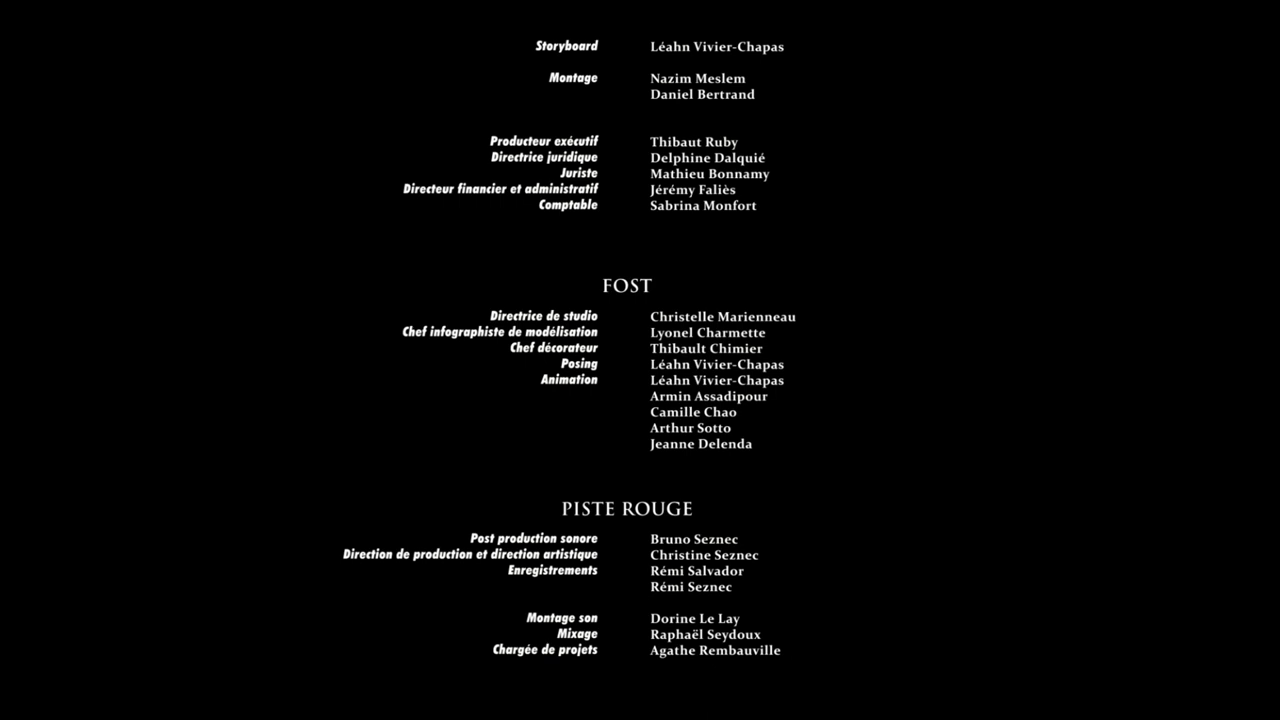 Storyboard Léahn Vivier-Chapas
Montage Nazim Meslem
Daniel Bertrand
Producteur exécutif Thibaut Ruby
Directrice juridique Delphine Dalquié
Juriste Mathieu Bonnamy
Directeur financier et administratif Jérémy Faliès
Comptable Sabrina Monfort
FOST
Directrice de studio Christelle Marienneau
Chef infographiste de modélisation Lyonel Charmette
Chef décorateur Thibault Chimier
Posing Léahn Vivier-Chapas
Animation Léahn Vivier-Chapas
Armin Assadipour
Camille Chao
Arthur Sotto
Jeanne Delenda
PISTE ROUGE
Post production sonore Bruno Seznec
Direction de production et direction artistique Christine Seznec
Enregistrements Rémi Salvador
Rémi Seznec
Montage son Dorine Le Lay
Mixage Raphaël Seydoux
Chargée de projets Agathe Rembauville